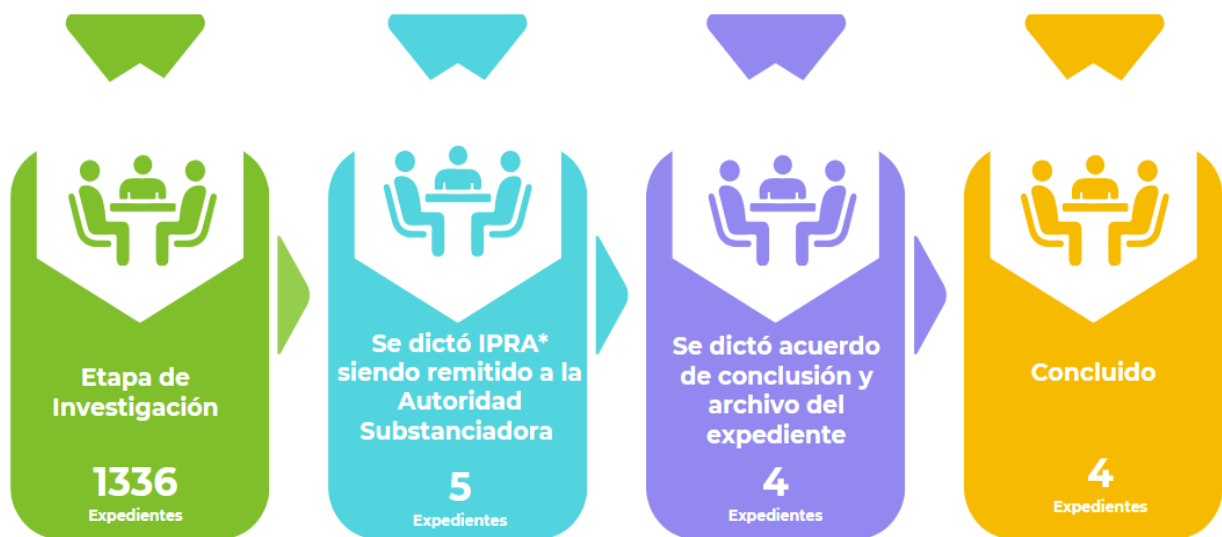 Etapa de
Investigación
1336
Expedientes
Se dictó IPRA*
siendo remitido a la
Autoridad
Substanciadora
5
Expedientes
Se dictó acuerdo
de conclusión y
archivo del
expediente
4
Expedientes
Concluido
4
Expedientes